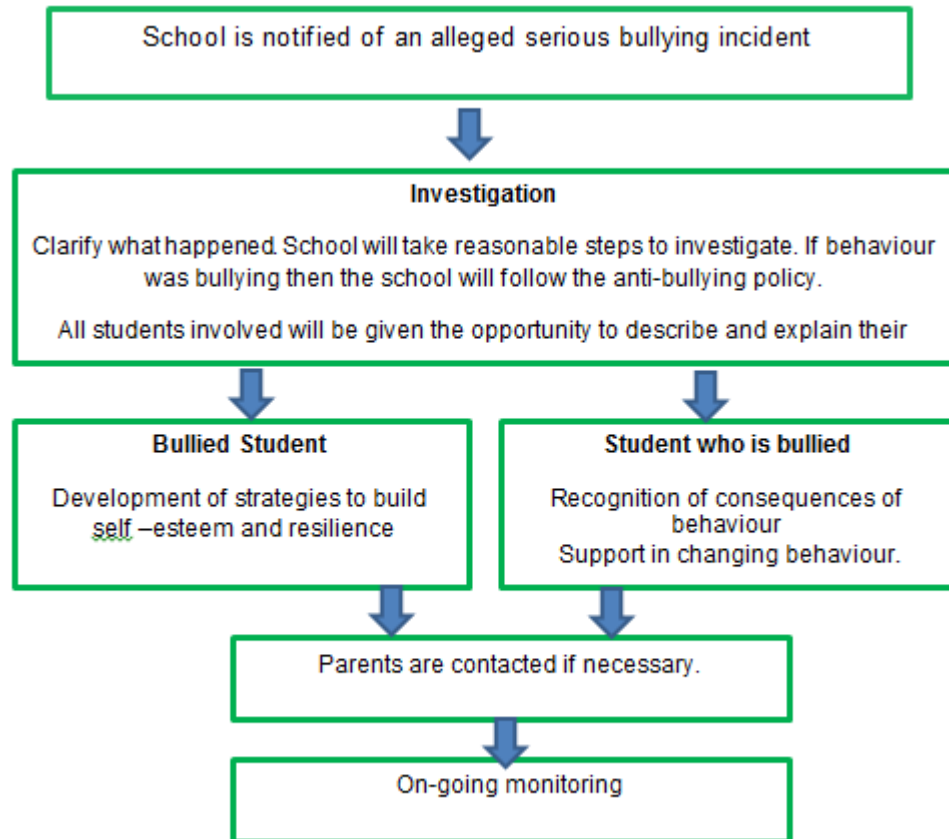 School is notified of an alleged serious bullying incident
Investigation
Clarify what happened. School will take reasonable steps to investigate. If behaviour
was bullying then the school will follow the anti-bullying policy.
All students involved will be given the opportunity to describe and explain their
Bullied Student
Development of strategies to build
self –esteem and resilience
Student who is bullied
Recognition of consequences of
behaviour
Support in changing behaviour.
Parents are contacted if necessary.
On-going monitoring